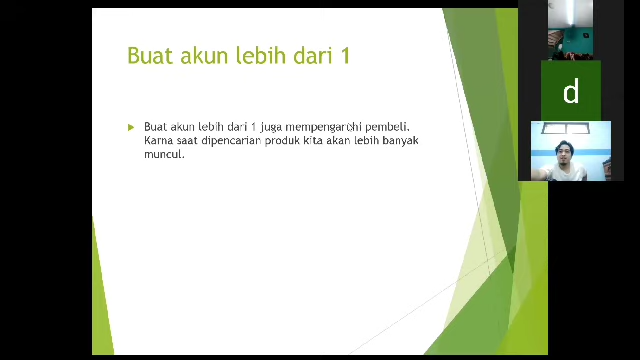 Buat akun lebih dari 1
Buat akun lebih dari 1 juga mempengaruhi pembeli.
Karna saat dipencarian produk kita akan lebih banyak
muncul.
d